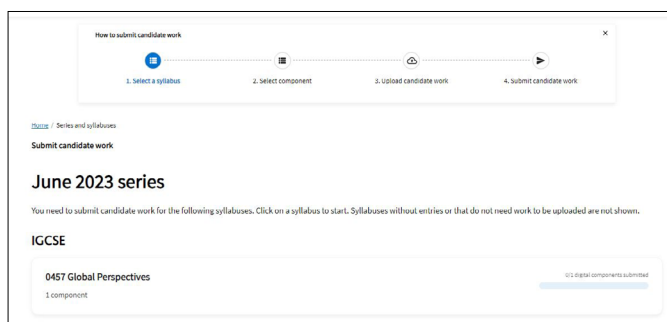 How to submit candidate work
×
1. Select a syllabus
2. Select component
3. Upload candidate work
4. Submit candidate work
Home / Series and syllabuses
Submit candidate work
June 2023 series
You need to submit candidate work for the following syllabuses. Click on a syllabus to start. Syllabuses without entries or that do not need work to be uploaded are not shown.
IGCSE
0457 Global Perspectives
0/1 digital components submitted
1 component